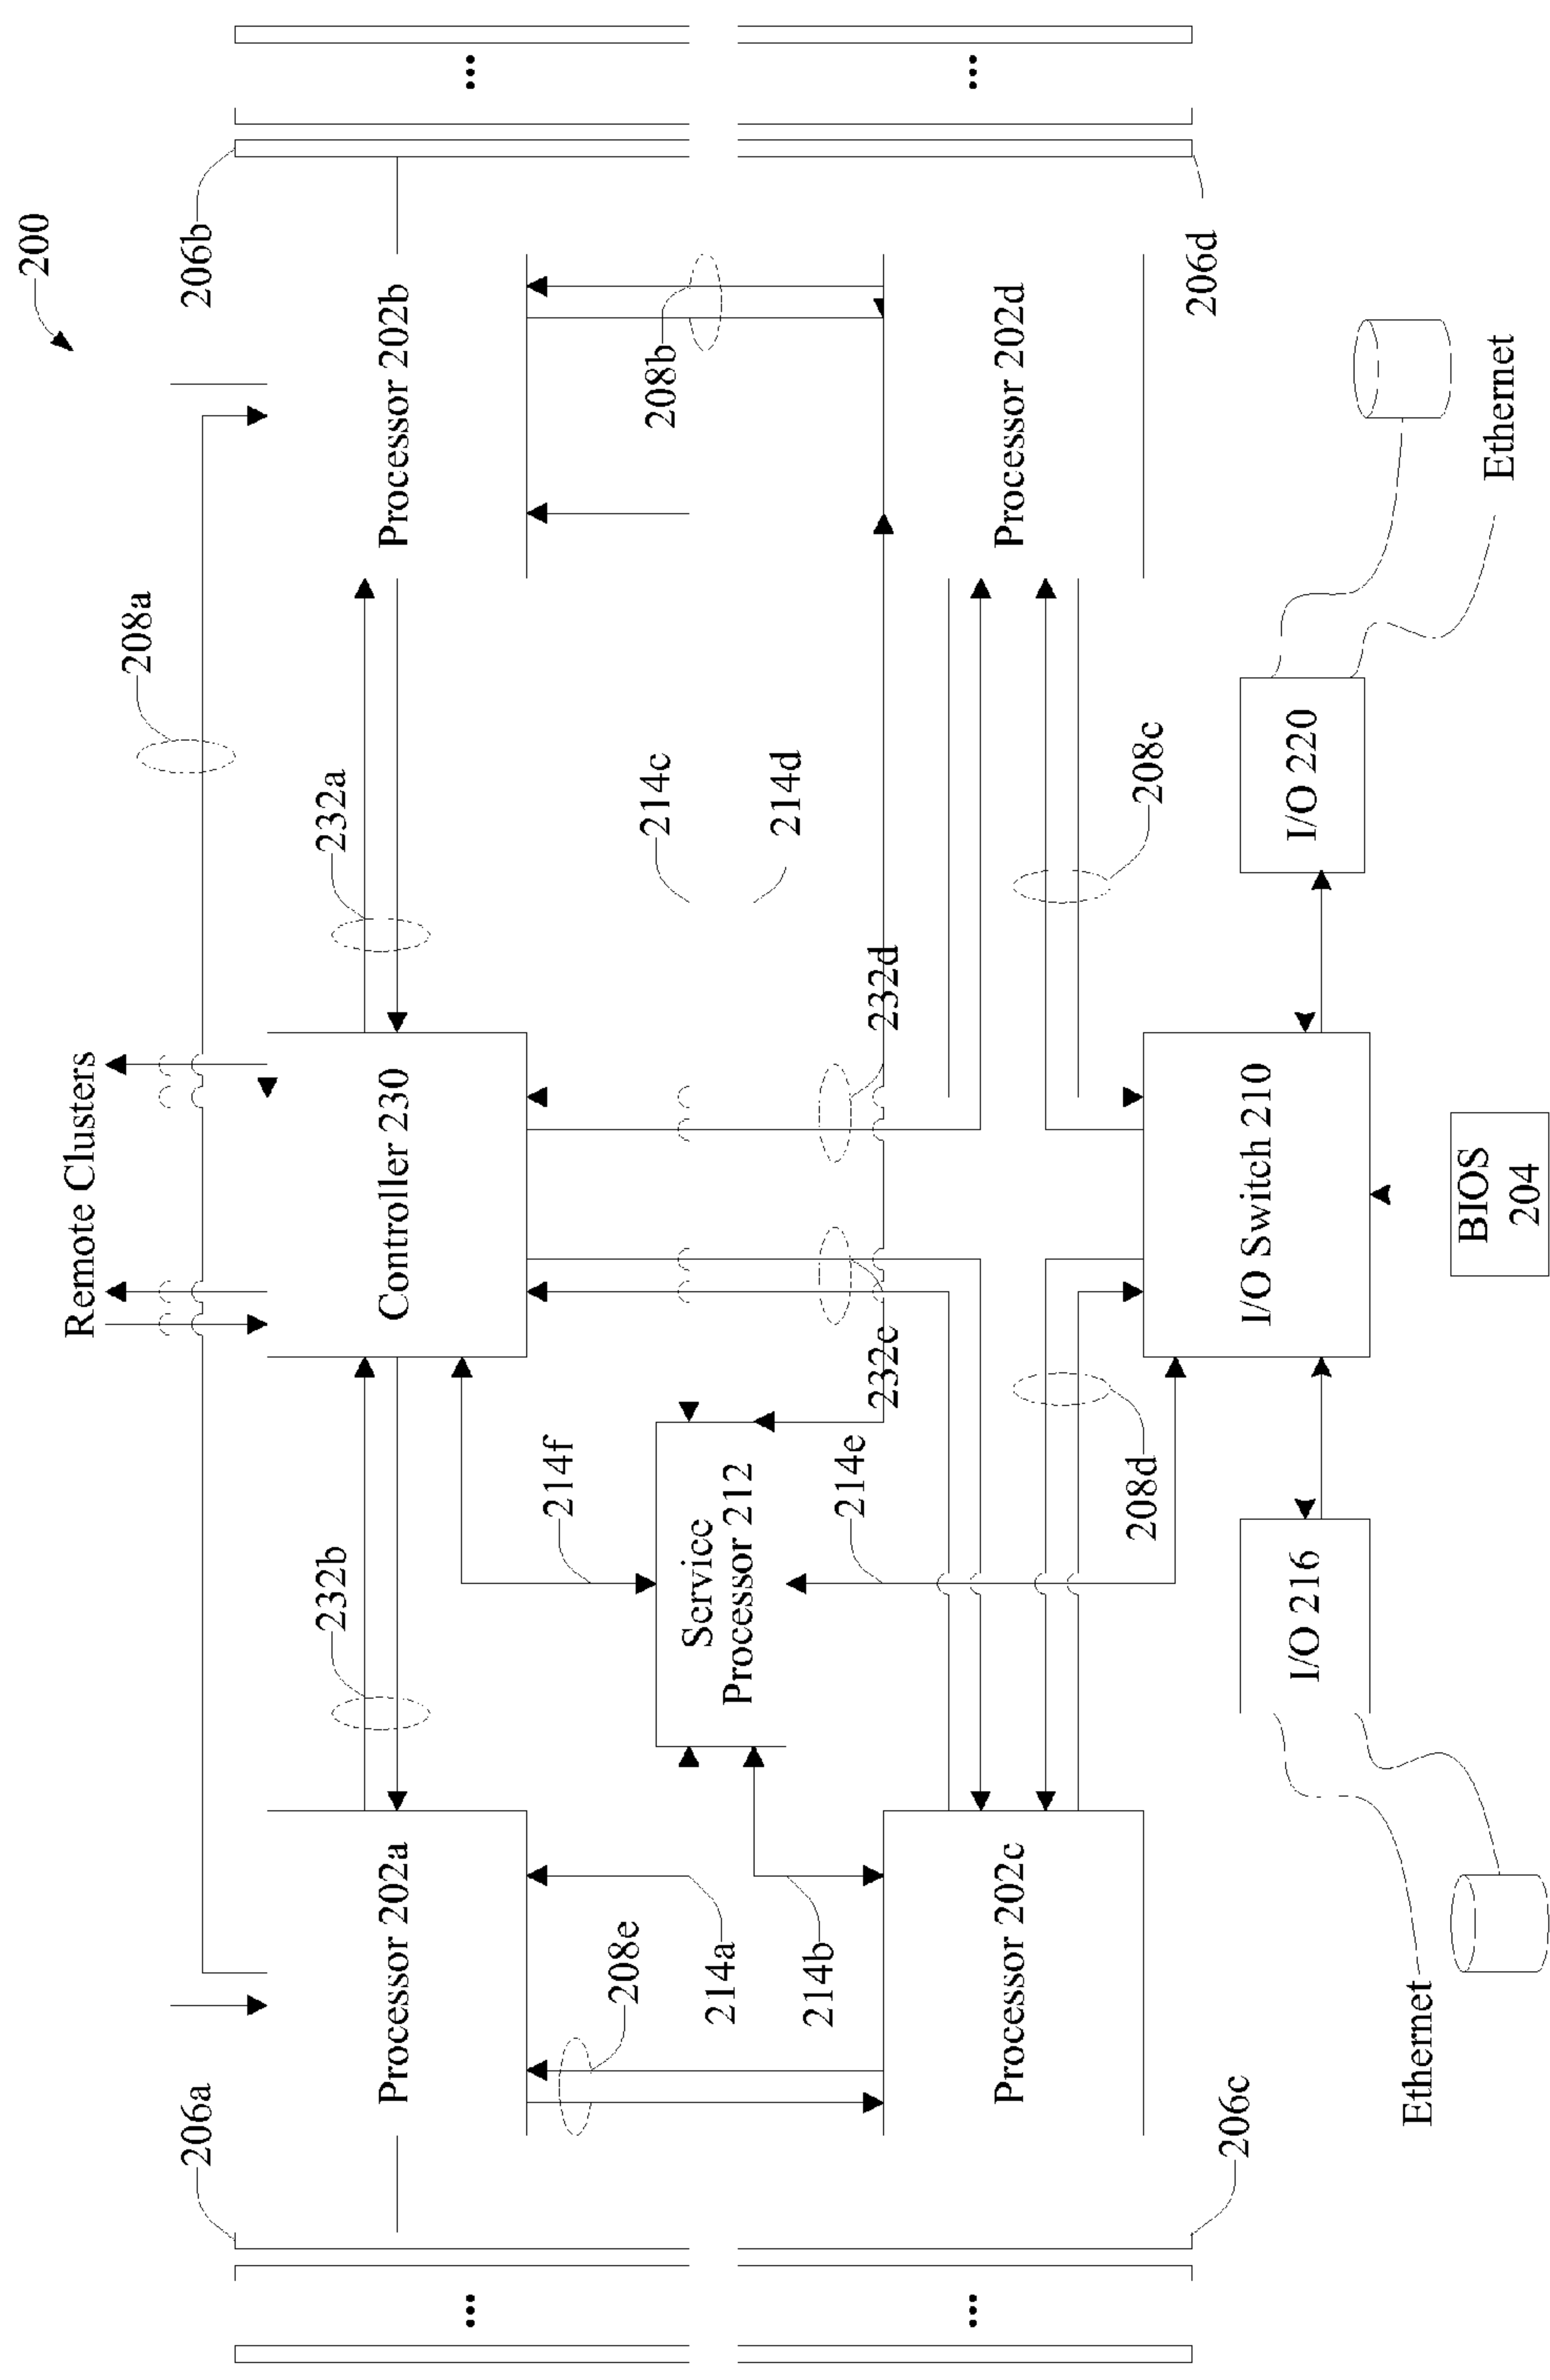 200
Remote Clusters
208a
206a
206b
232b
232a
Processor 202a
Controller 230
Processor 202b
...
...
214f
208e
214c
208b
Service
Processor 212
214a
214d
214b
214e
232c
232d
Processor 202c
Processor 202d
...
...
208d
208c
206c
206d
I/O Switch 210
I/O 216
I/O 220
Ethernet
BIOS
204
Ethernet